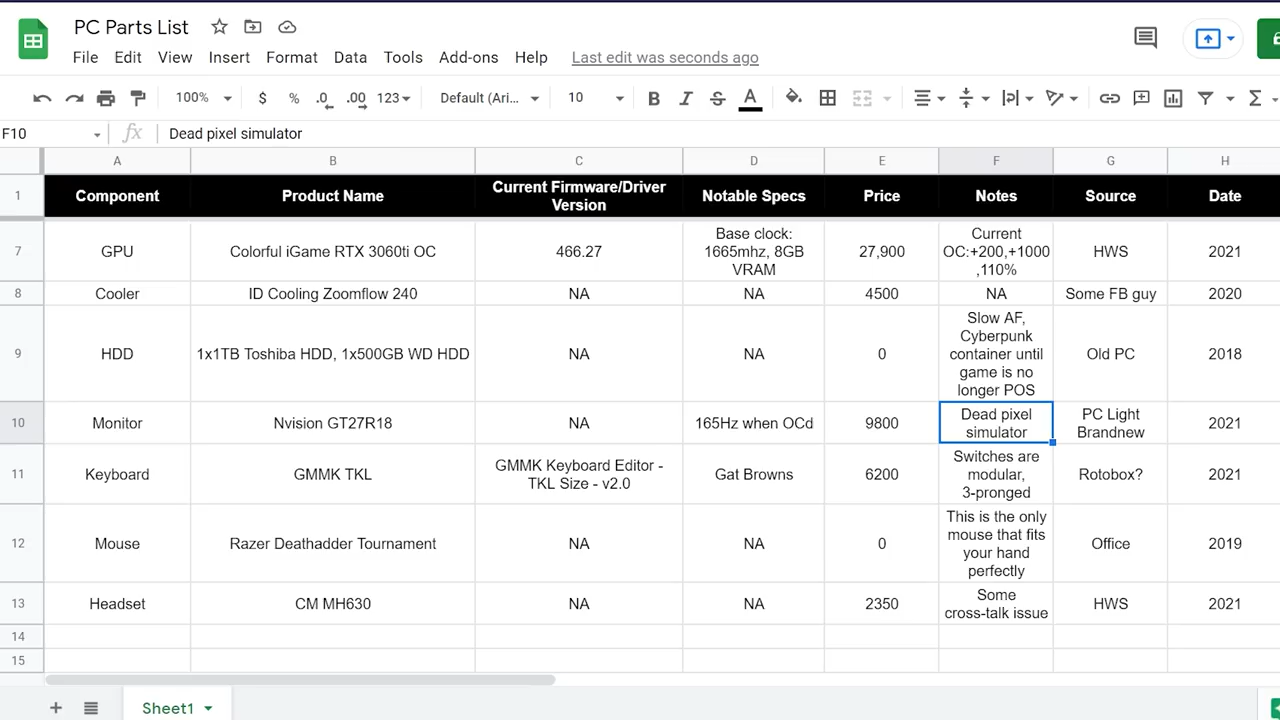 PC Parts List
File Edit View Insert Format Data Tools Add-ons Help Last edit was seconds ago
100% $ % .0 .00 123 Default (Ari... 10 B I S A
F10 fx Dead pixel simulator
A B C D E F G H
1 Component Product Name Current Firmware/Driver Version Notable Specs Price Notes Source Date
7 GPU Colorful iGame RTX 3060ti OC 466.27 Base clock: 1665mhz, 8GB VRAM 27,900 Current OC:+200,+1000,110% HWS 2021
8 Cooler ID Cooling Zoomflow 240 NA NA 4500 NA Some FB guy 2020
9 HDD 1x1TB Toshiba HDD, 1x500GB WD HDD NA NA 0 Slow AF, Cyberpunk container until game is no longer POS Old PC 2018
10 Monitor Nvision GT27R18 NA 165Hz when OCd 9800 Dead pixel simulator PC Light Brandnew 2021
11 Keyboard GMMK TKL GMMK Keyboard Editor - TKL Size - v2.0 Gat Browns 6200 Switches are modular, 3-pronged Rotobox? 2021
12 Mouse Razer Deathadder Tournament NA NA 0 This is the only mouse that fits your hand perfectly Office 2019
13 Headset CM MH630 NA NA 2350 Some cross-talk issue HWS 2021
14
15
Sheet1